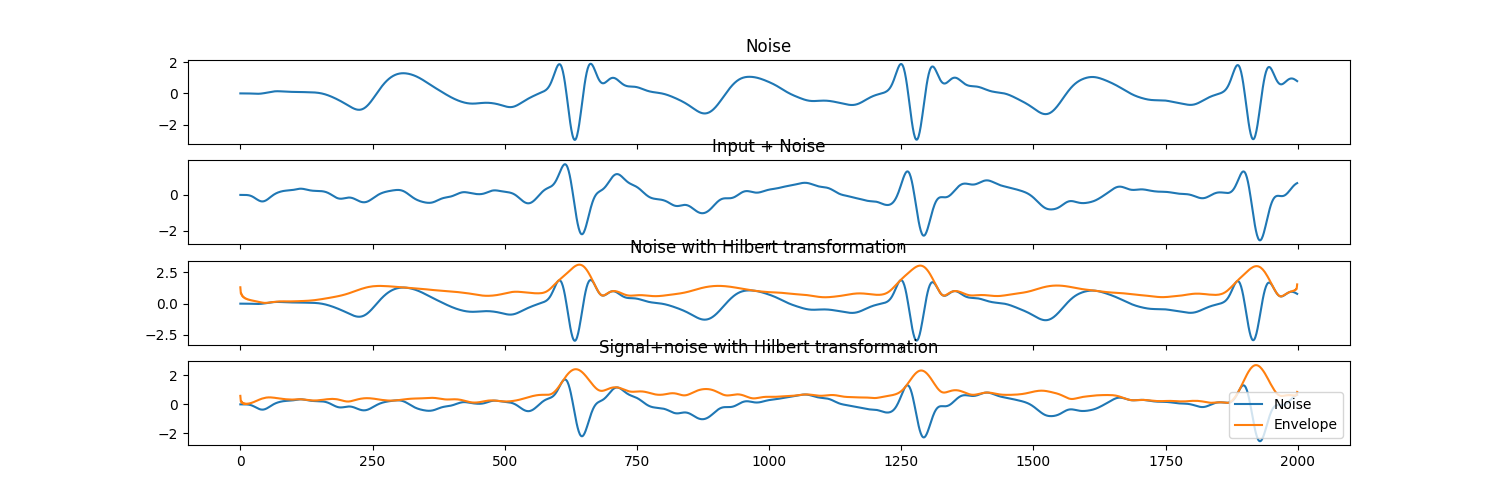 Noise
2
0
−2
Input + Noise
0
−2
Noise with Hilbert transformation
2.5
0.0
−2.5
Signal+noise with Hilbert transformation
2
0
−2
Noise
Envelope
0 250 500 750 1000 1250 1500 1750 2000